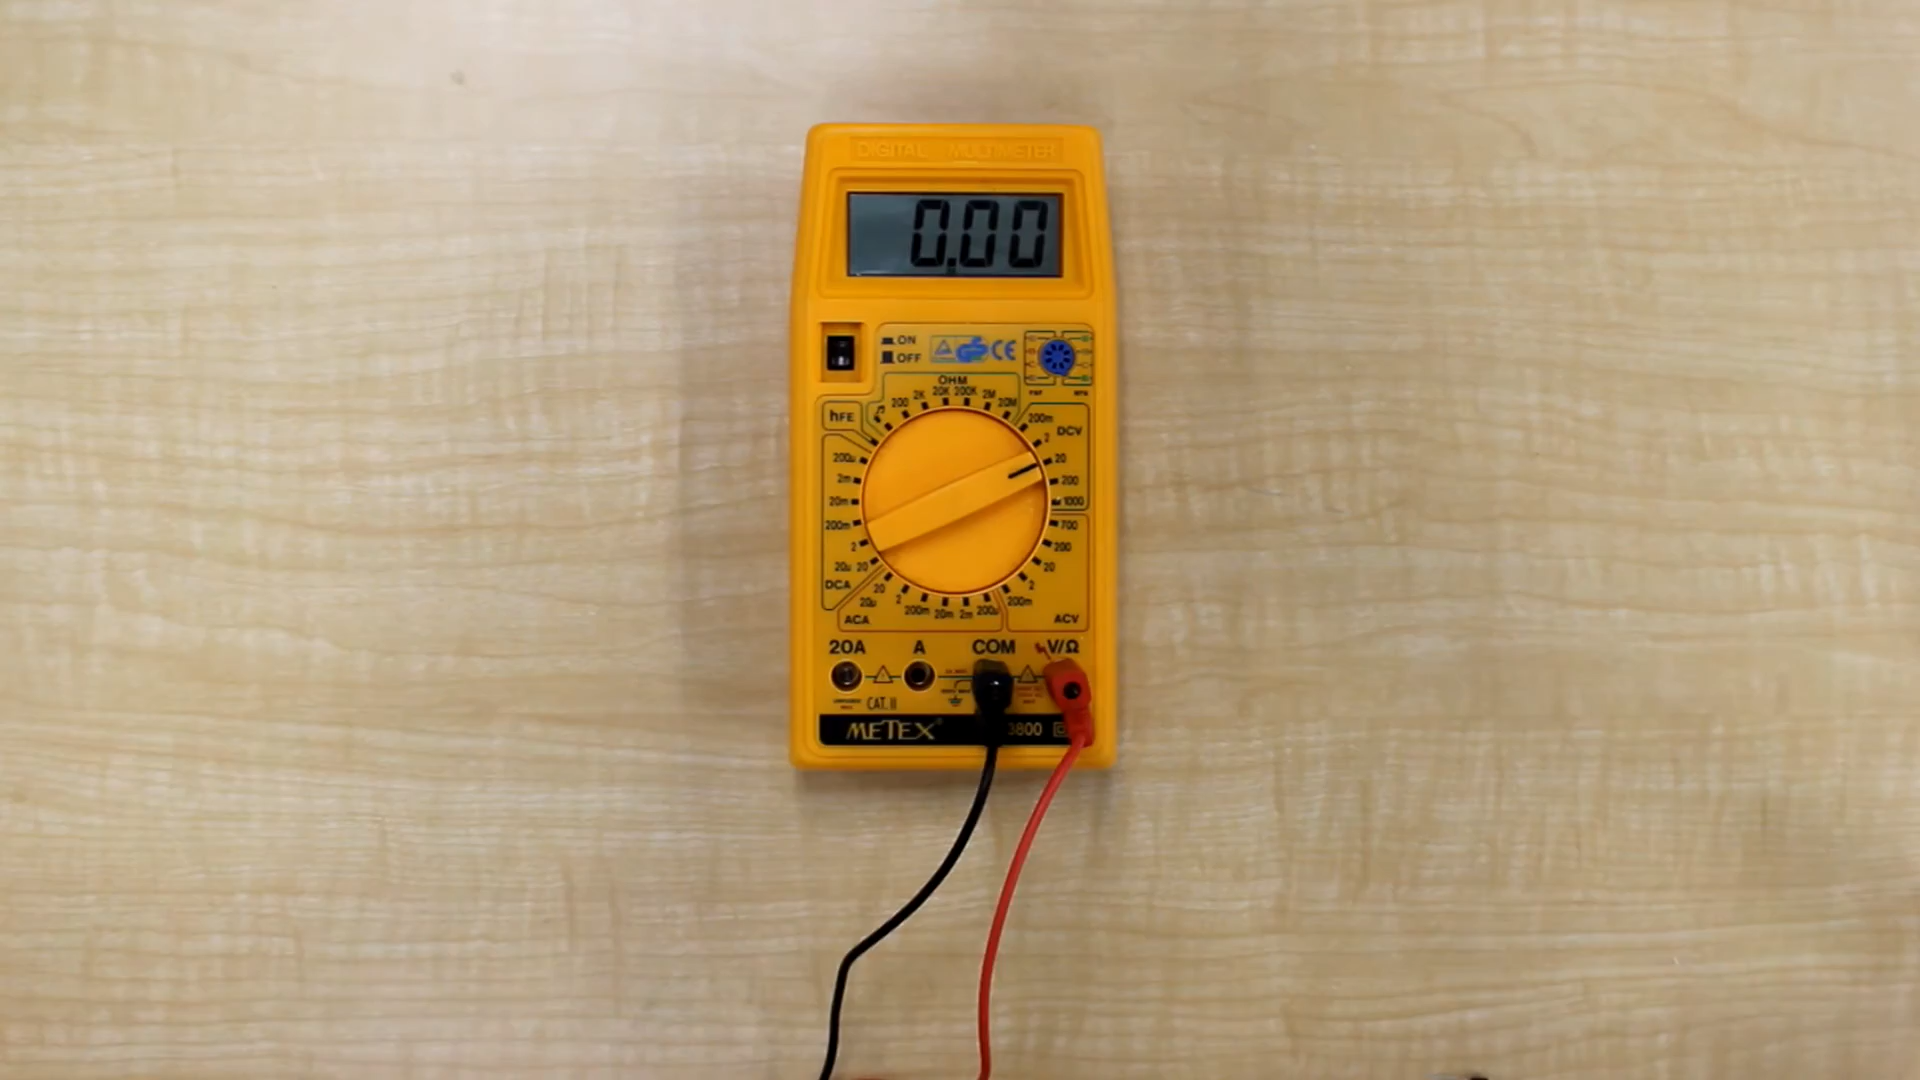 DIGITAL MULTIMETER
0.00
ON
OFF
CE
OHM
200 2K 20K 200K 2M 20M
hFE
200m
DCV
2
20
200
1000
200µ
2m
20m
200m
2
20µ 20
DCA
700
200
20
2
200m
ACV
20
20µ
2
200m 20m 2m 200µ
ACA
20A A COM V/Ω
CAT. II
METEX® 3800